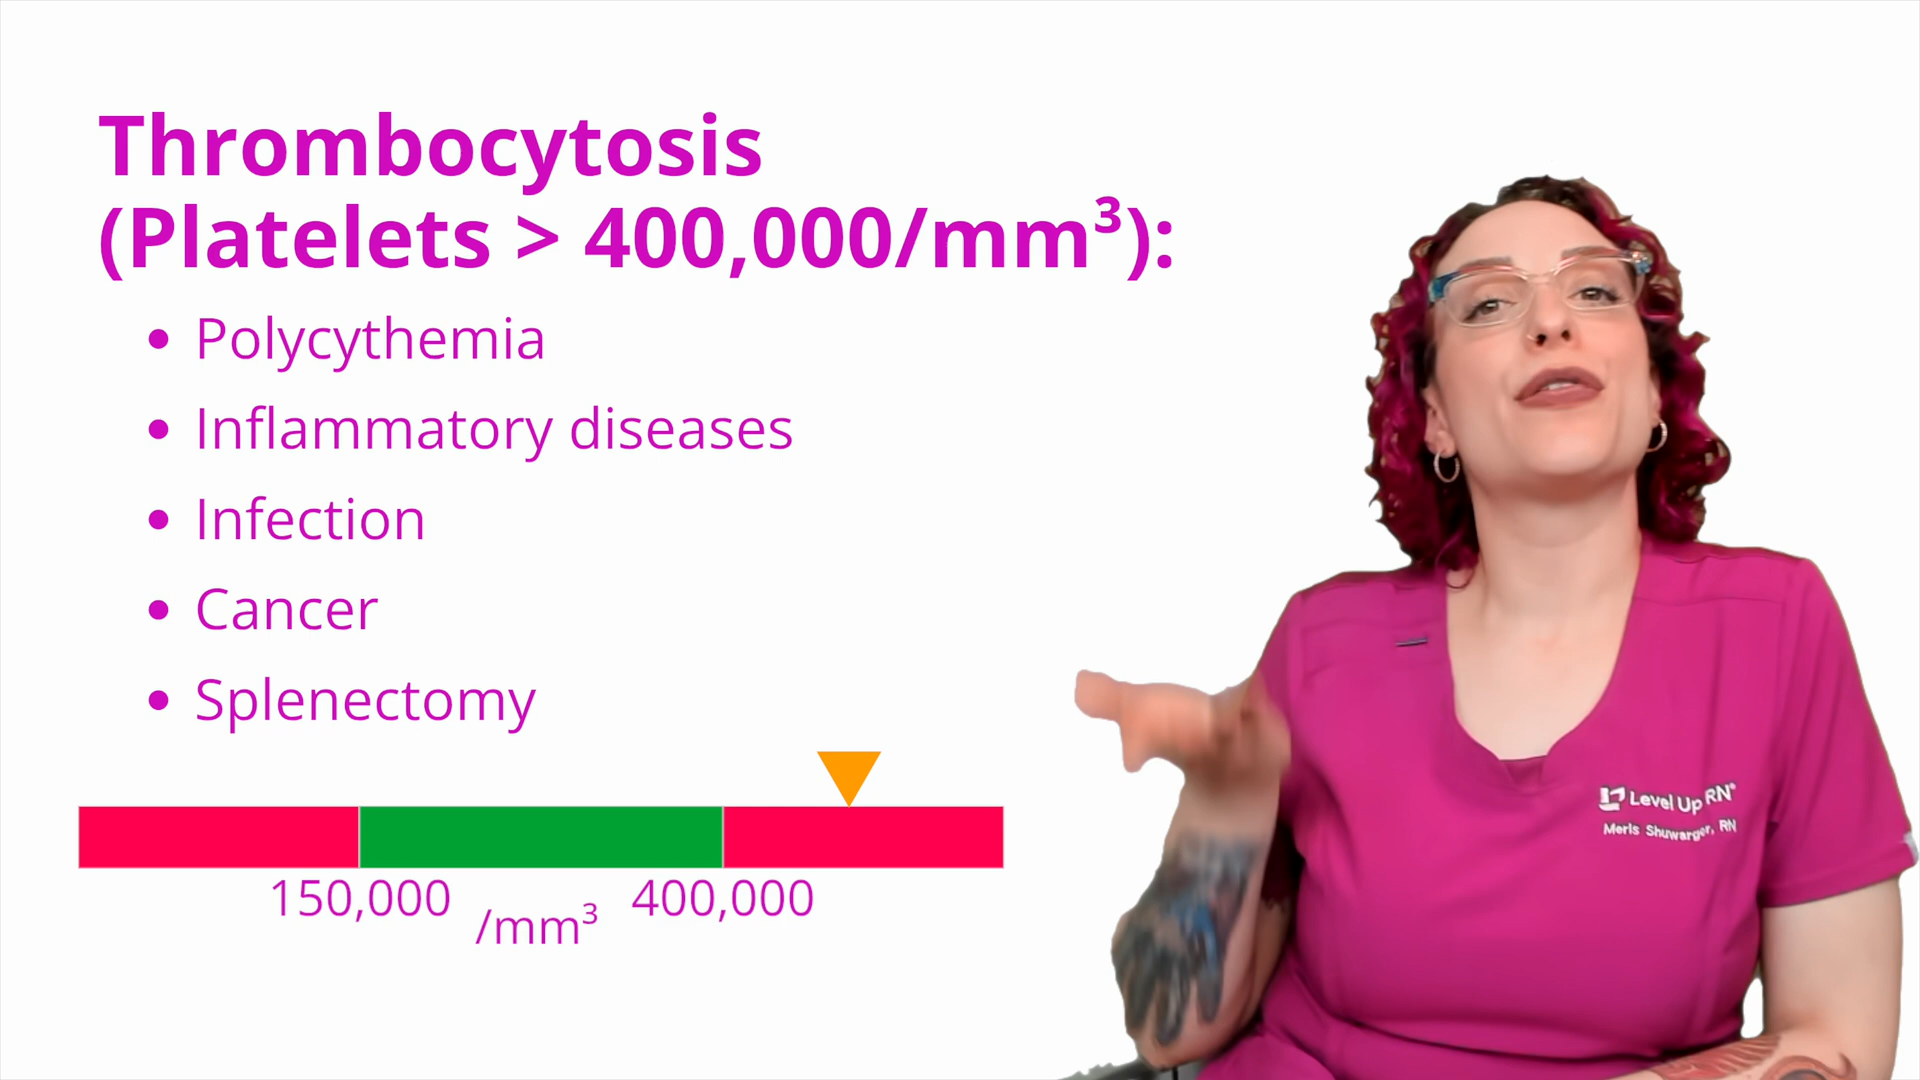 Thrombocytosis
(Platelets > 400,000/mm³):
• Polycythemia
• Inflammatory diseases
• Infection
• Cancer
• Splenectomy
150,000 /mm³ 400,000
Level Up RN®
Meris Shuwarger, RN